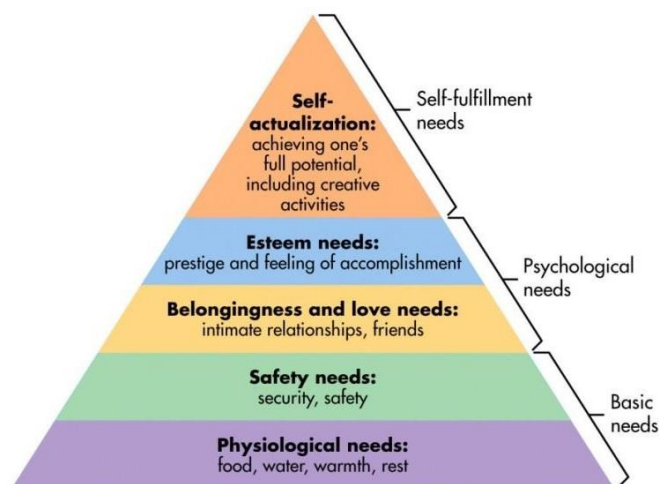 Self-
actualization:
achieving one's
full potential,
including creative
activities
Self-fulfillment
needs
Esteem needs:
prestige and feeling of accomplishment
Psychological
needs
Belongingness and love needs:
intimate relationships, friends
Safety needs:
security, safety
Basic
needs
Physiological needs:
food, water, warmth, rest